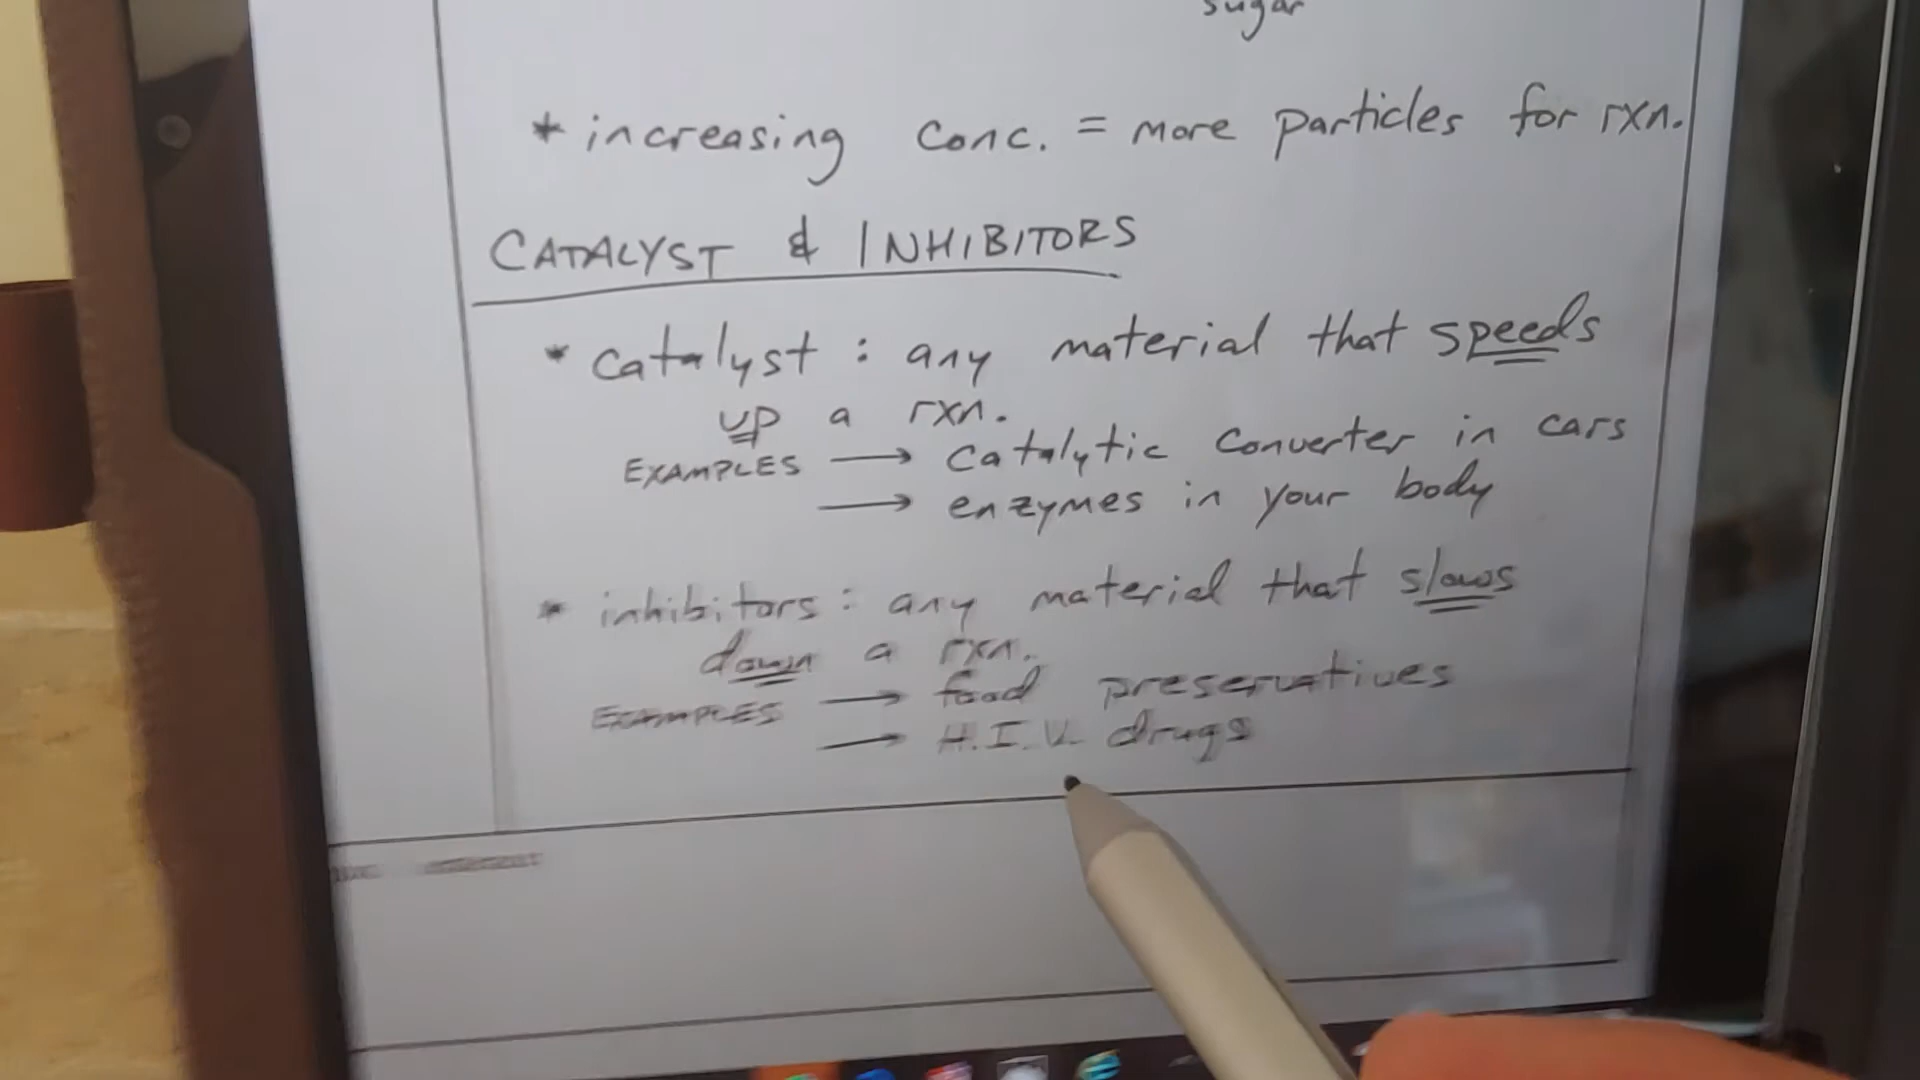 sugar
* increasing conc. = more particles for rxn.
CATALYST & INHIBITORS
* catalyst : any material that speeds
up a rxn.
EXAMPLES → catalytic converter in cars
→ enzymes in your body
* inhibitors : any material that slows
down a rxn.
EXAMPLES → food preservatives
→ H.I.V. drugs